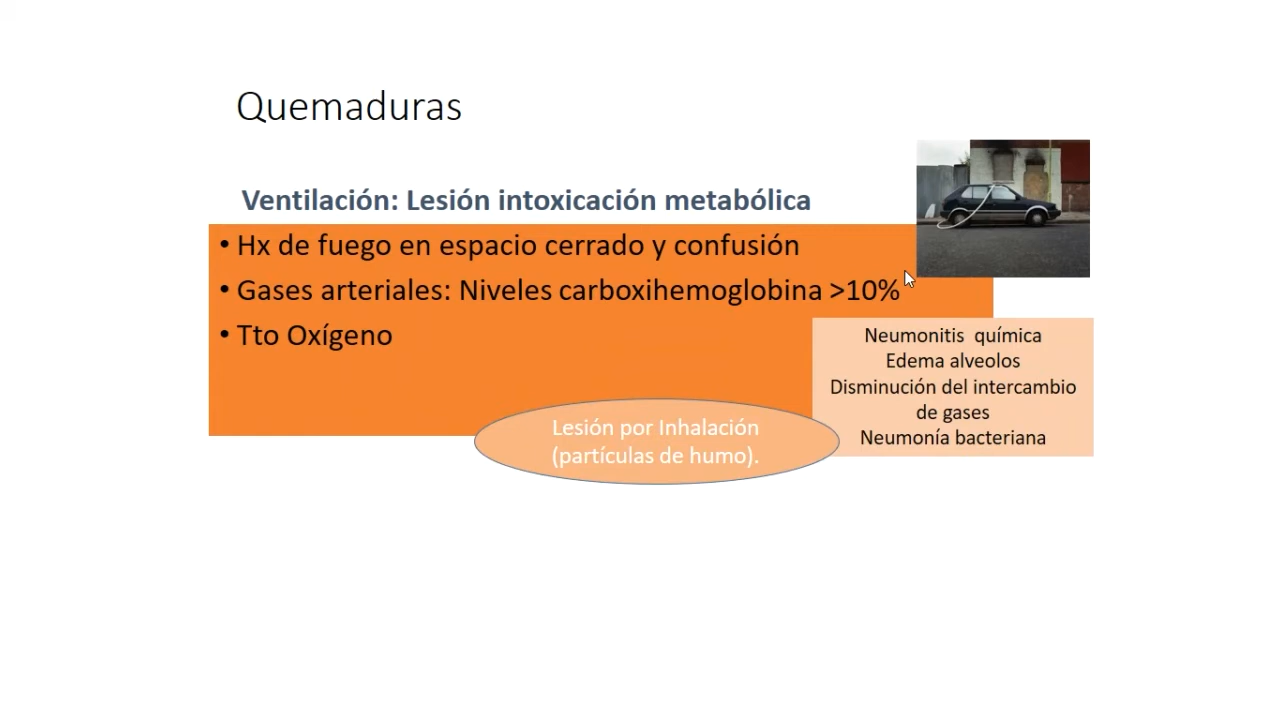 Quemaduras
Ventilación: Lesión intoxicación metabólica
• Hx de fuego en espacio cerrado y confusión
• Gases arteriales: Niveles carboxihemoglobina >10%
• Tto Oxígeno
Neumonitis  química
Edema alveolos
Disminución del intercambio
de gases
Neumonía bacteriana
Lesión por Inhalación
(partículas de humo).